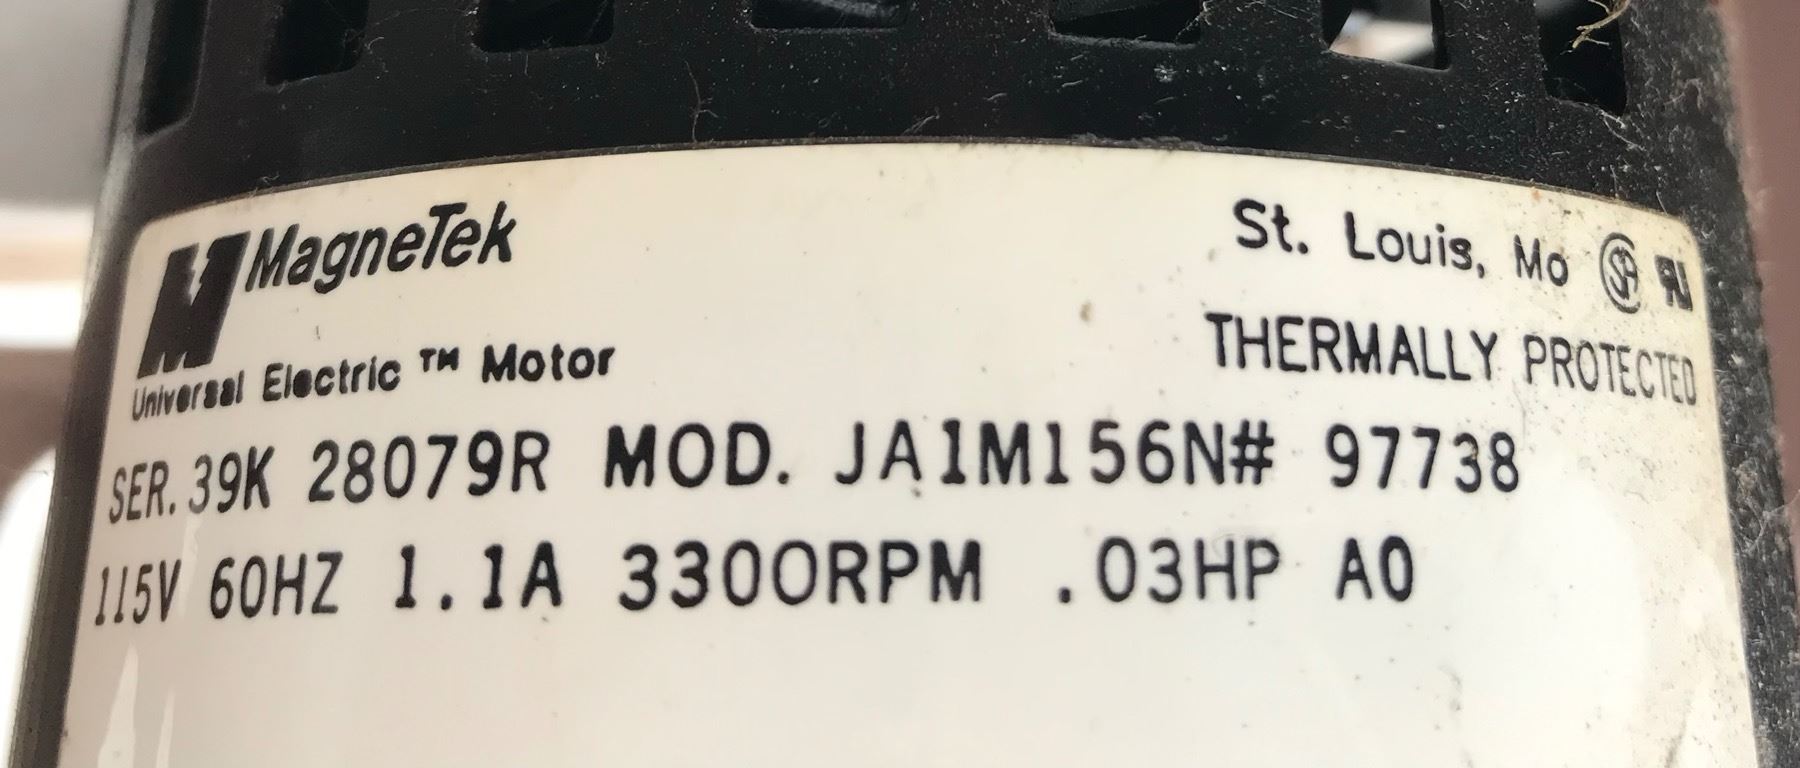 MagneTek
St. Louis, Mo
Universal Electric ™ Motor
THERMALLY PROTECTED
SER. 39K 28079R MOD. JA1M156N# 97738
115V 60HZ 1.1A 3300RPM .03HP A0